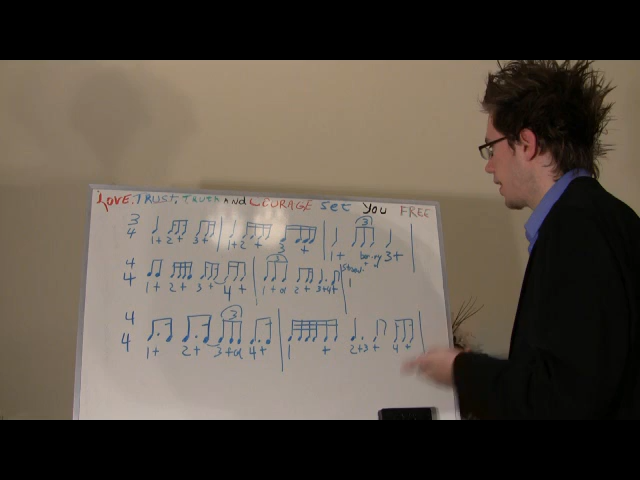 LOVE, TRUST, Truth AND COURAGE SET YOU FREE
3 4 1+ 2+ 3+ 1+ 2 + 3 + 3 1+ 3+
4 4 1+ 2+ 3+ 4+ 3 1+a 2+ 3+4+ 1
4 4 1+ 2+ 3 3+a 4+ 1 + 2+3+ 4+